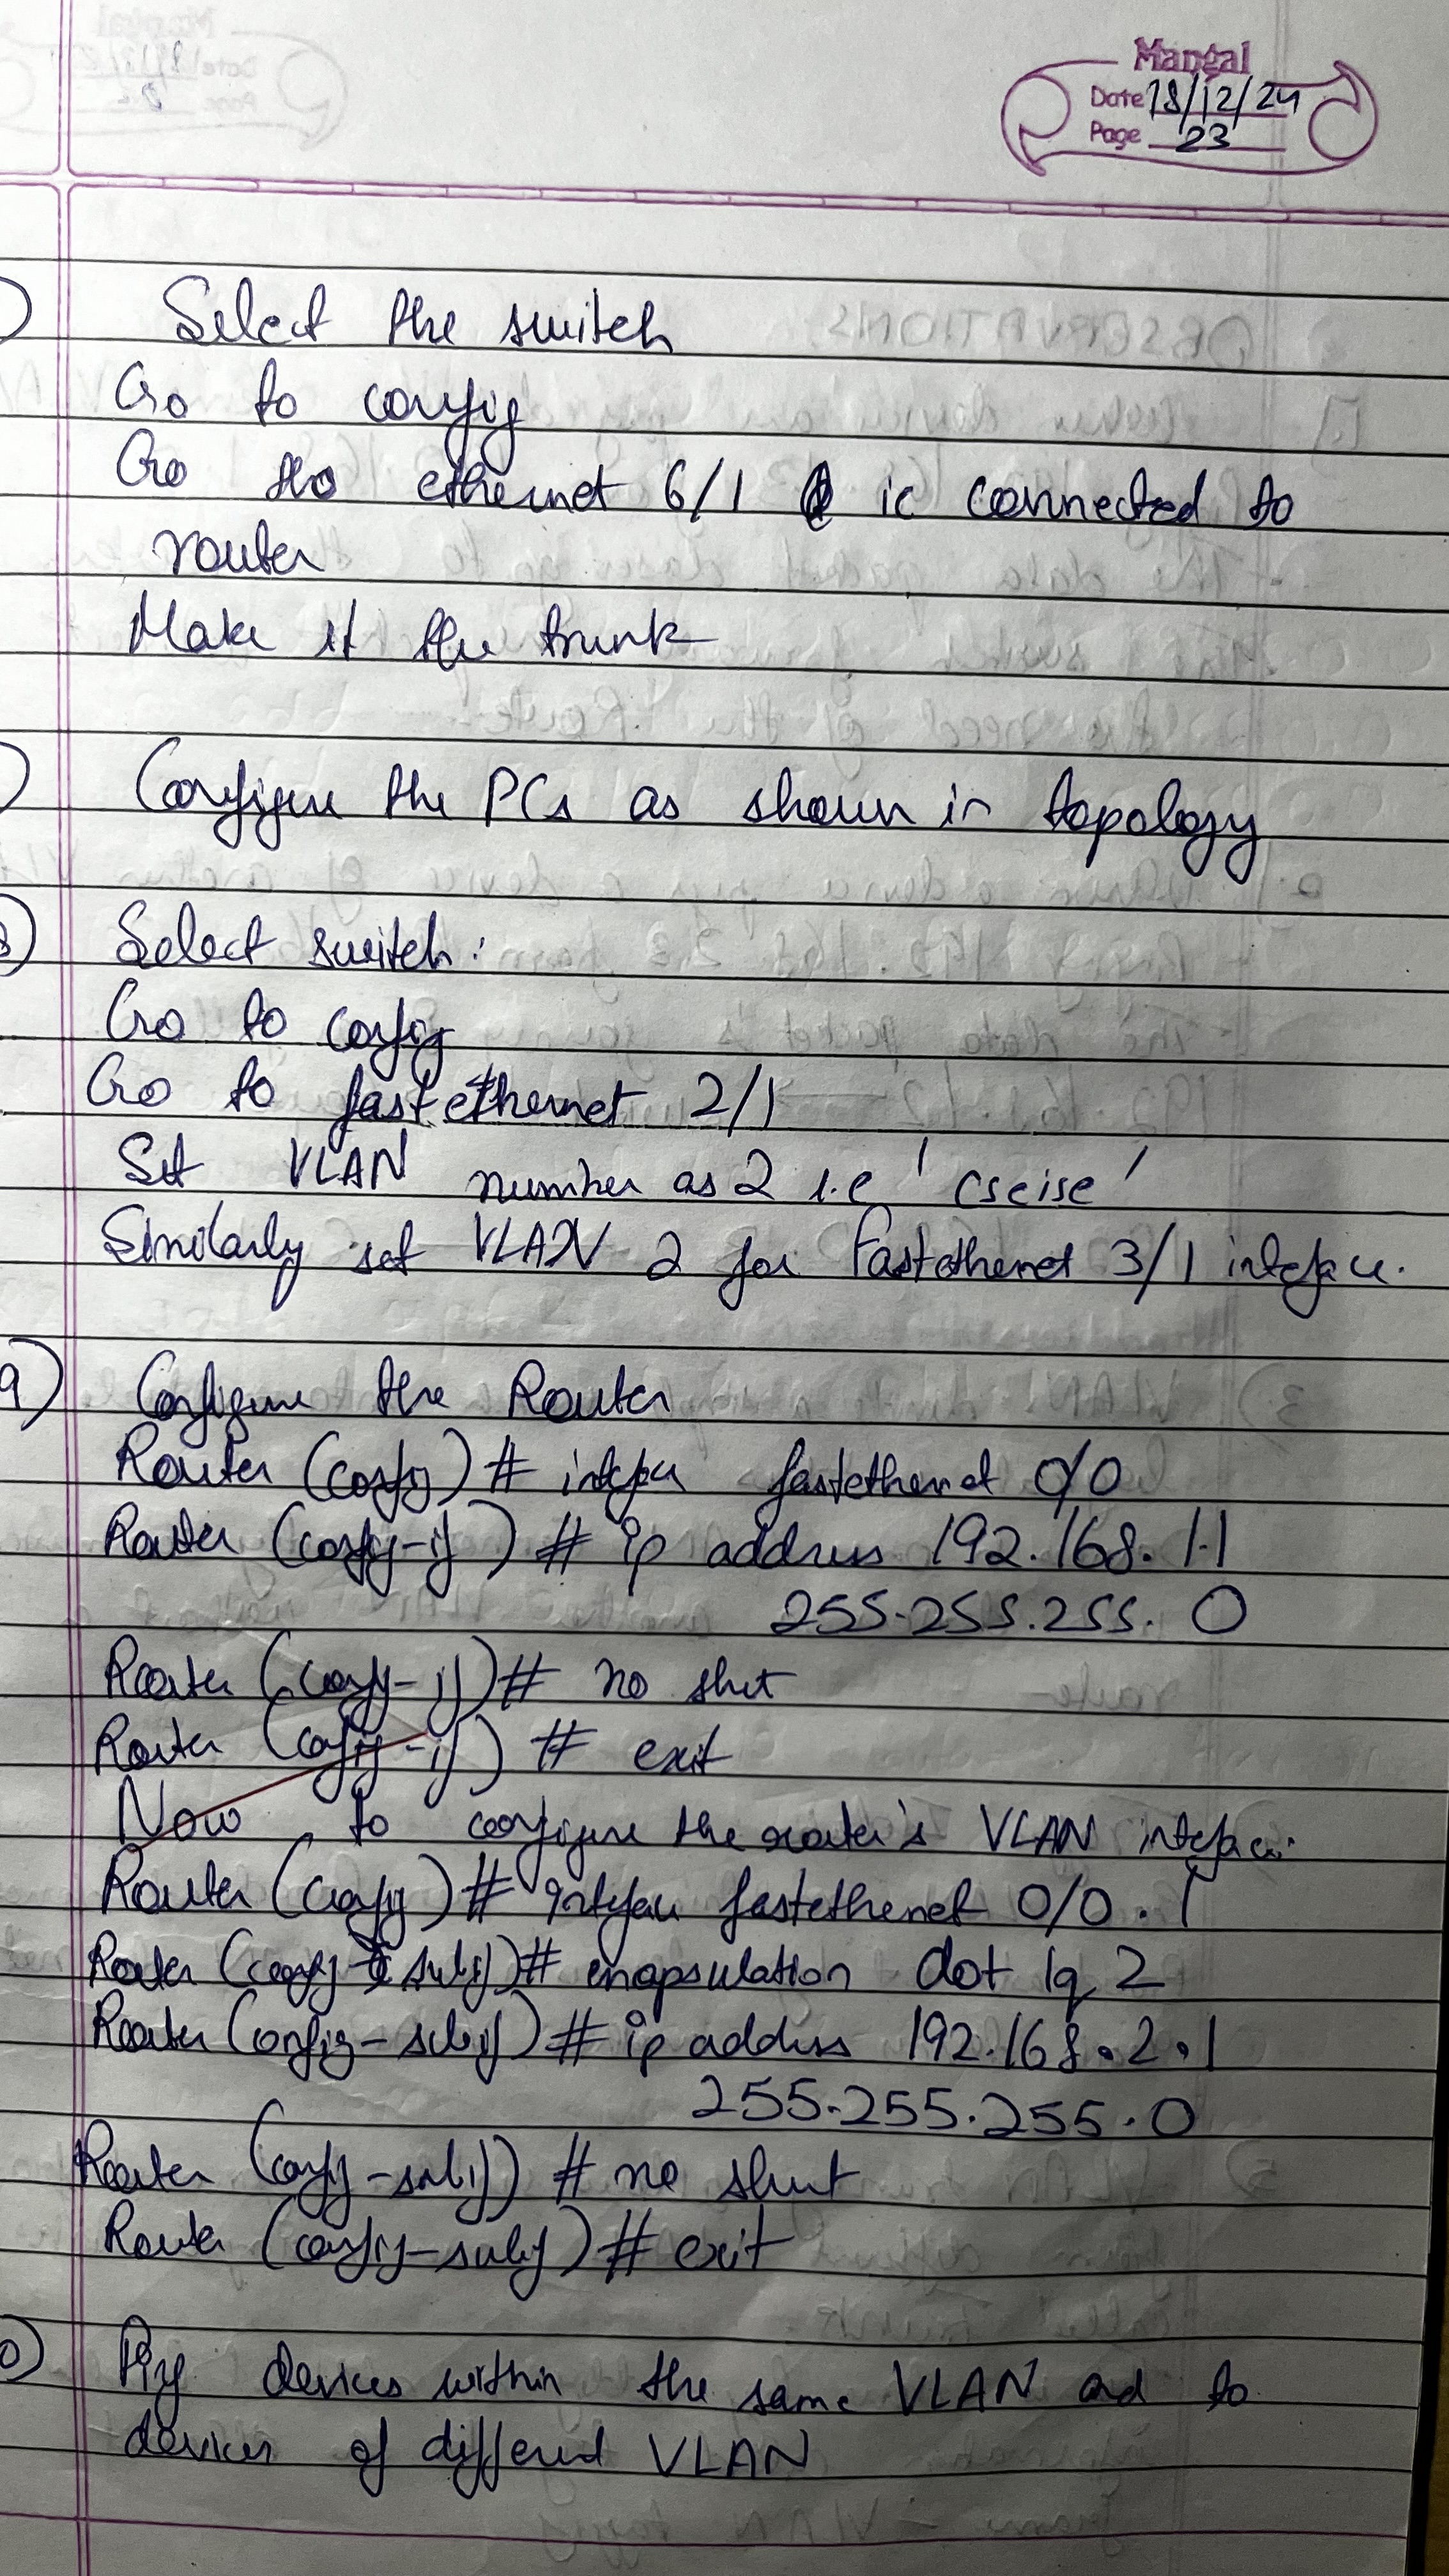 Mangal
Date 18/12/24
Page 23
) Select the switch
Go to config
Go to ethernet 6/1 ie connected to
router
Make it the trunk
) Configure the PCs as shown in topology
8) Select switch :
Go to config
Go to fastethernet 2/1
Set VLAN number as 2 i.e 'cseise'
Similarly set VLAN 2 for Fastethernet 3/1 interface.
9) Configure the Router
Router (config) # interface fastethernet 0/0
Router (config-if) # ip address 192.168.1.1
255.255.255.0
Router (config-if) # no shut
Router (config-if) # exit
Now to configure the router's VLAN interface.
Router (config) # interface fastethernet 0/0.1
Router (config-subif) # encapsulation dot 1q 2
Router (config-subif) # ip address 192.168.2.1
255.255.255.0
Router (config-subif) # no shut
Router (config-subif) # exit
0) Ping devices within the same VLAN and to
devices of different VLAN